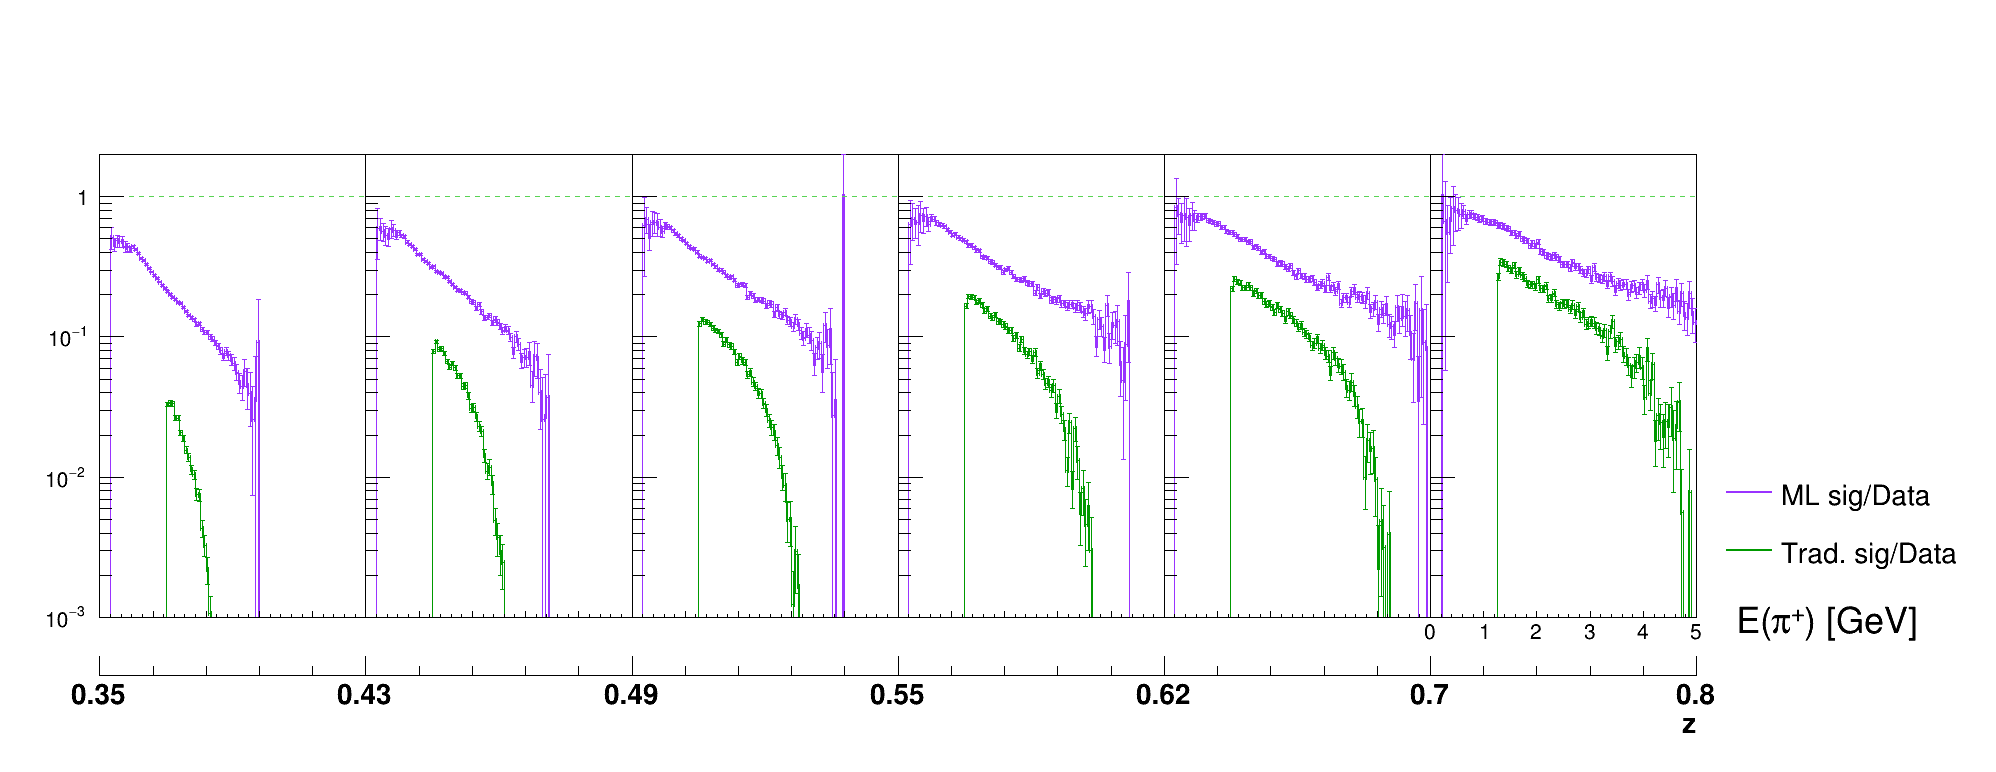 1
10⁻¹
10⁻²
10⁻³
ML sig/Data
Trad. sig/Data
0 1 2 3 4 5
E(π⁺) [GeV]
0.35 0.43 0.49 0.55 0.62 0.7 0.8
z